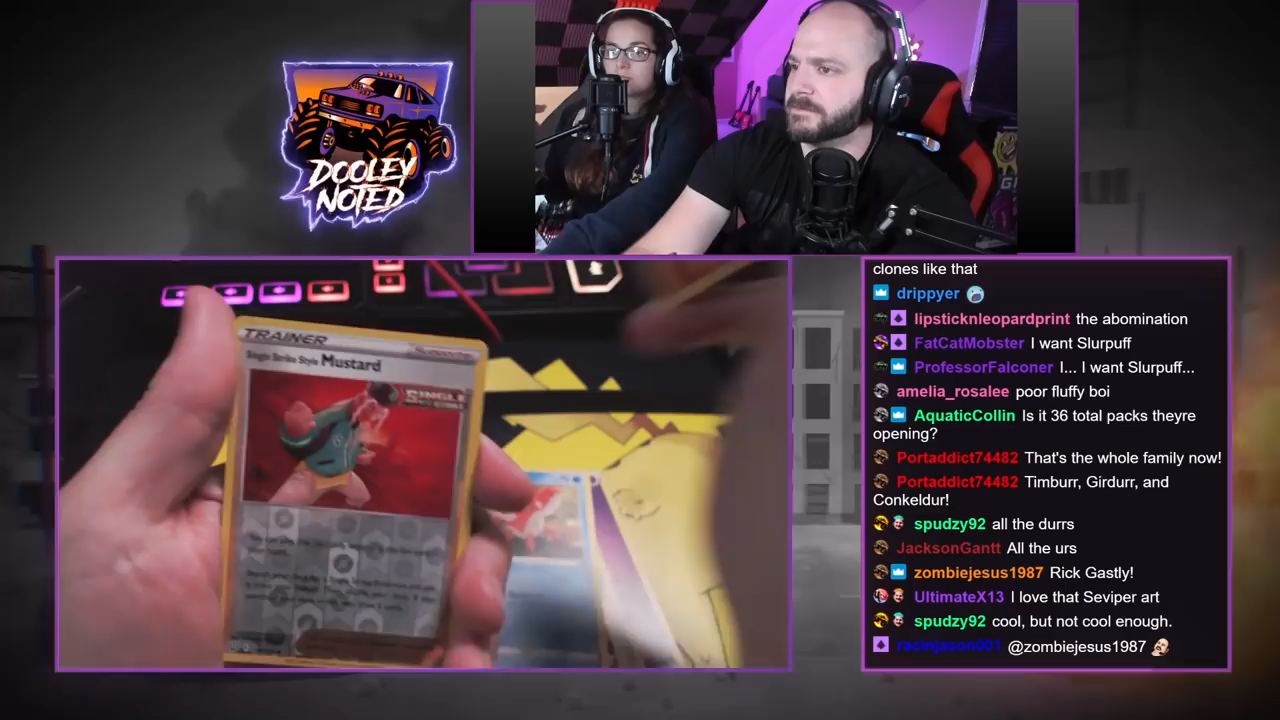 DOOLEY
NOTED
TRAINER
Single Strike Style Mustard
SINGLE
clones like that
drippyer
lipsticknleopardprint the abomination
FatCatMobster I want Slurpuff
ProfessorFalconer I... I want Slurpuff...
amelia_rosalee poor fluffy boi
AquaticCollin Is it 36 total packs theyre
opening?
Portaddict74482 That's the whole family now!
Portaddict74482 Timburr, Girdurr, and
Conkeldur!
spudzy92 all the durrs
JacksonGantt All the urs
zombiejesus1987 Rick Gastly!
UltimateX13 I love that Seviper art
spudzy92 cool, but not cool enough.
racinjason001 @zombiejesus1987